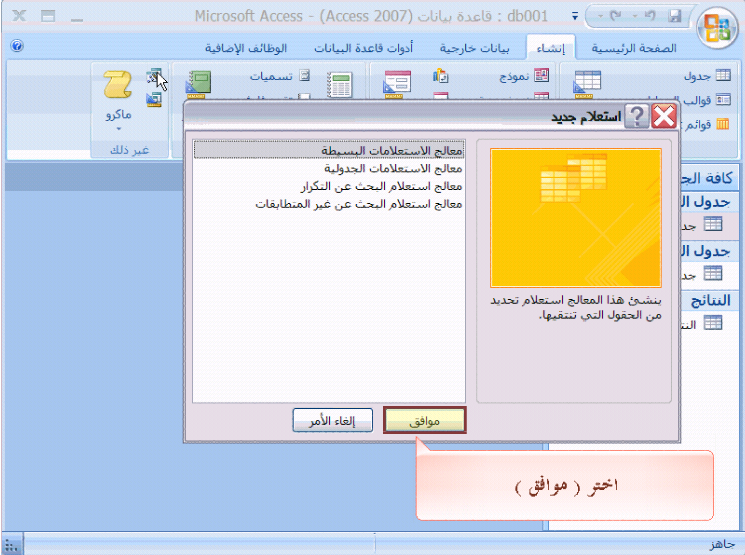 db001 : قاعدة بيانات (Access 2007) - Microsoft Access
الصفحة الرئيسية
إنشاء
بيانات خارجية
أدوات قاعدة البيانات
الوظائف الإضافية
جدول
قوالب
قوائم
نموذج
تسميات
ماكرو
غير ذلك
استعلام جديد
معالج الاستعلامات البسيطة
معالج الاستعلامات الجدولية
معالج استعلام البحث عن التكرار
معالج استعلام البحث عن غير المتطابقات
ينشئ هذا المعالج استعلام تحديد
من الحقول التي تنتقيها.
موافق
إلغاء الأمر
كافة
جدول
جدول
النتائج
اختر ( موافق )
جاهز